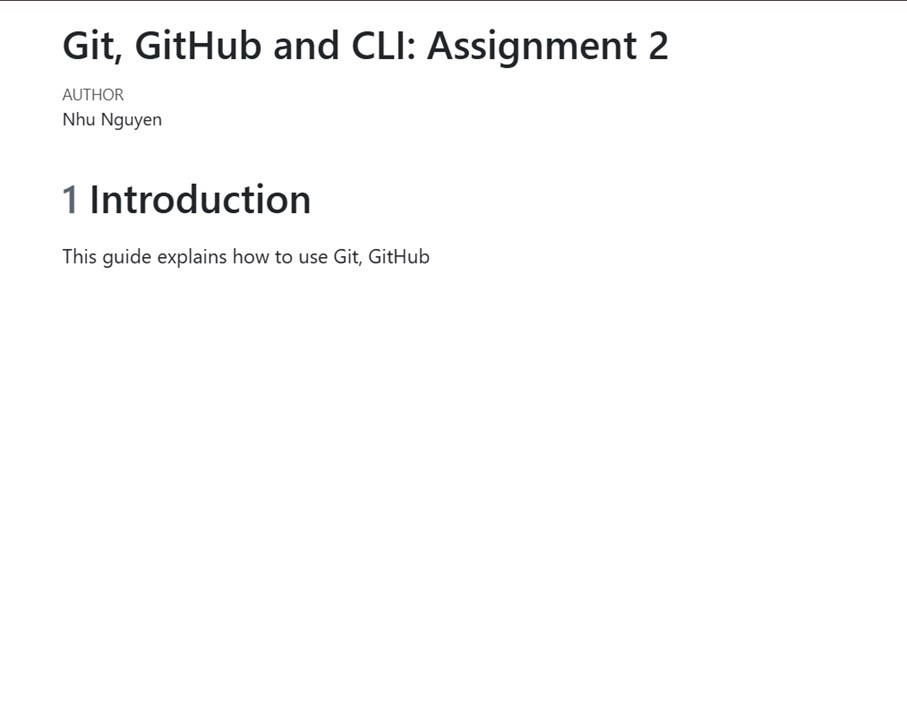 Git, GitHub and CLI: Assignment 2
AUTHOR
Nhu Nguyen
1 Introduction
This guide explains how to use Git, GitHub